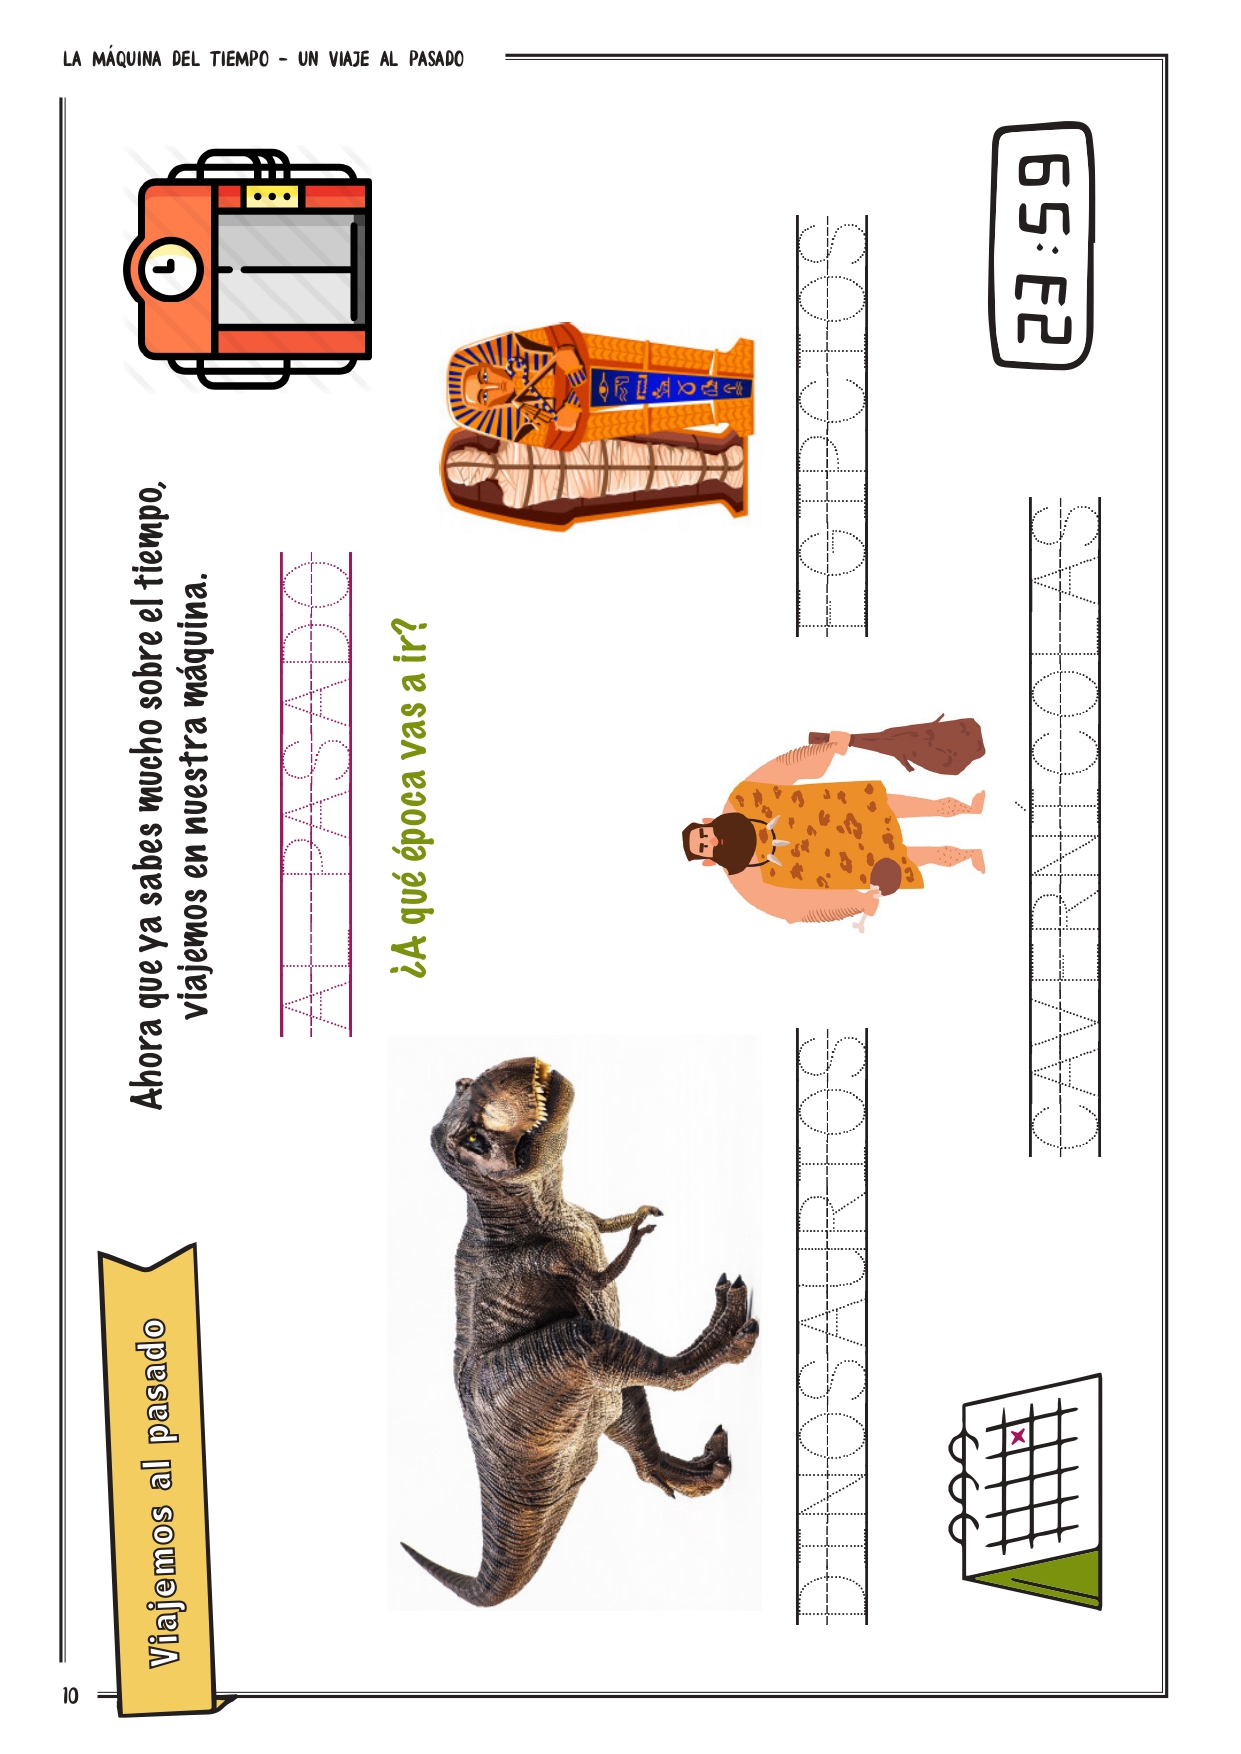 LA MÁQUINA DEL TIEMPO - UN VIAJE AL PASADO
Viajemos al pasado
Ahora que ya sabes mucho sobre el tiempo,
viajemos en nuestra máquina.
AL PASADO
¿A qué época vas a ir?
DINOSAURIOS
EGIPCIOS
CAVERNÍCOLAS
23:59
10